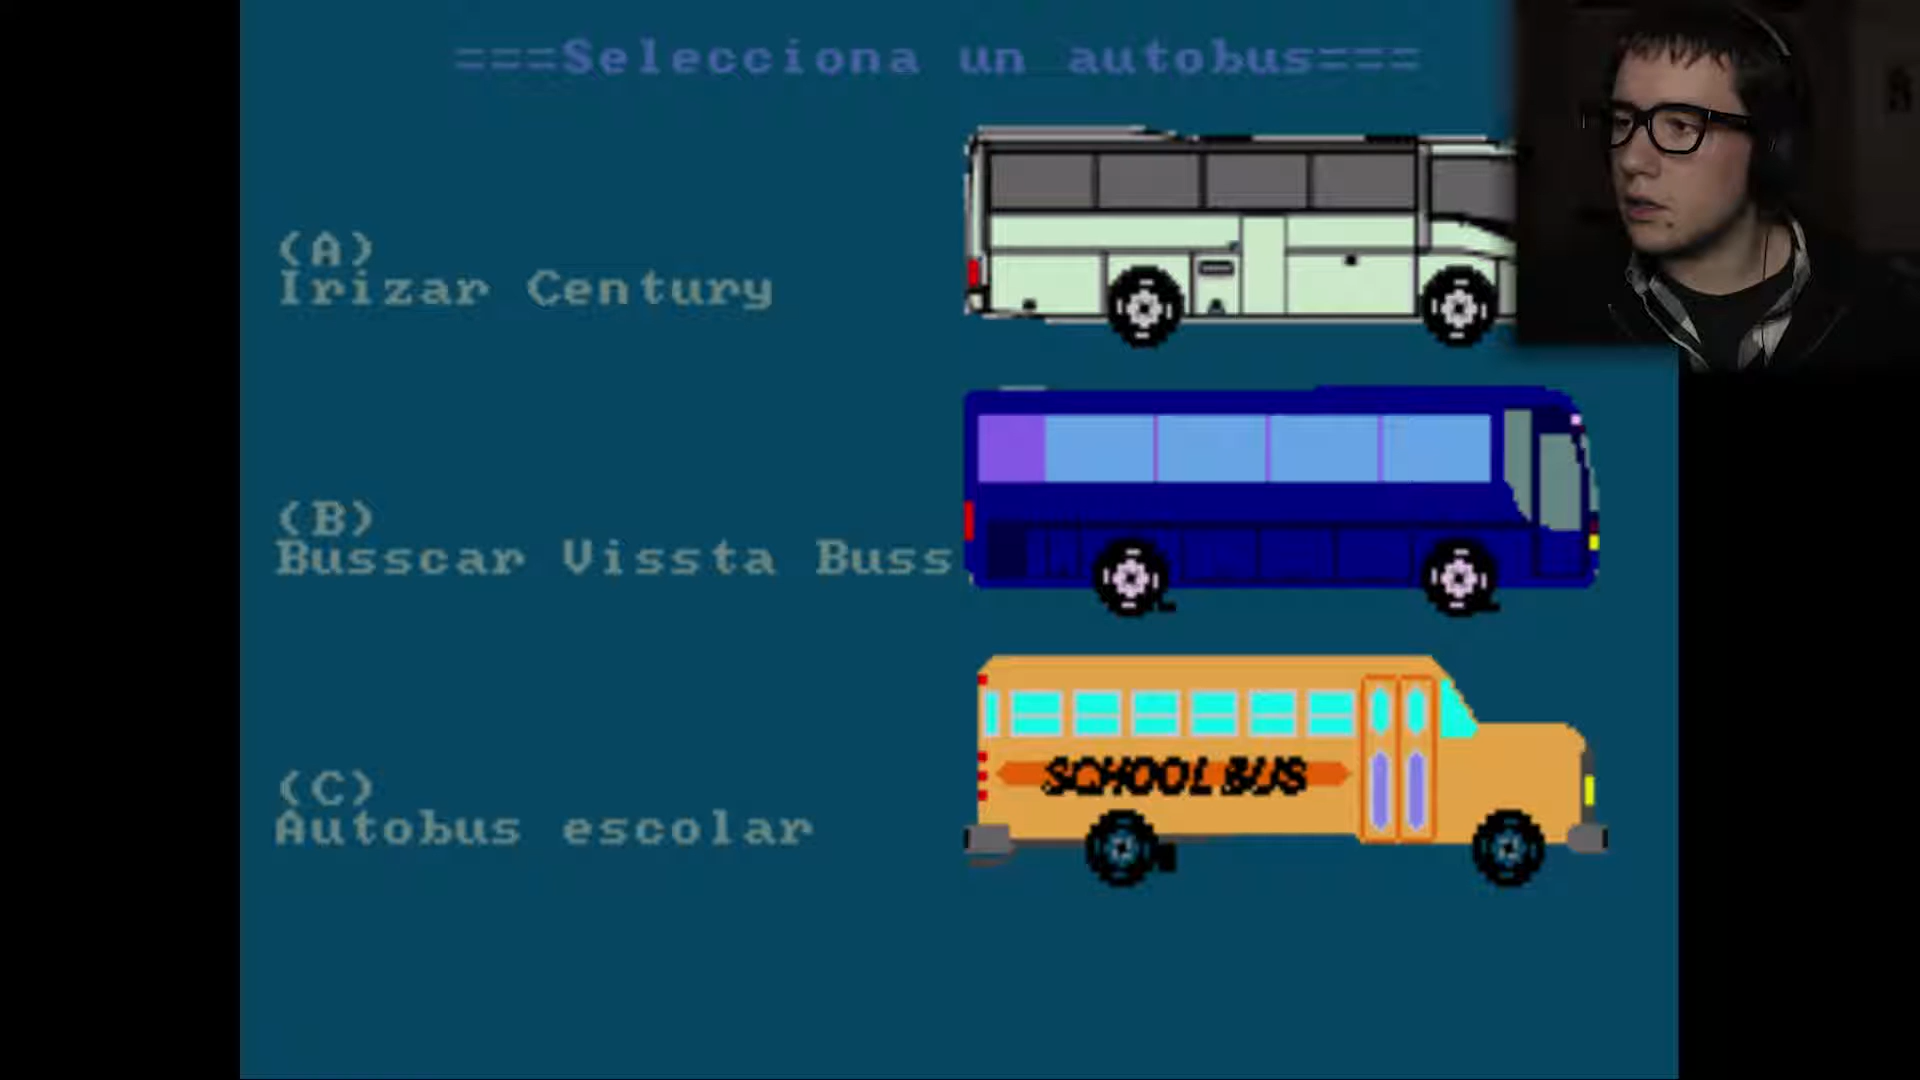 ===Selecciona un autobus===
(A)
Irizar Century
(B)
Busscar Vissta Buss
(C)
Autobus escolar
SCHOOL BUS